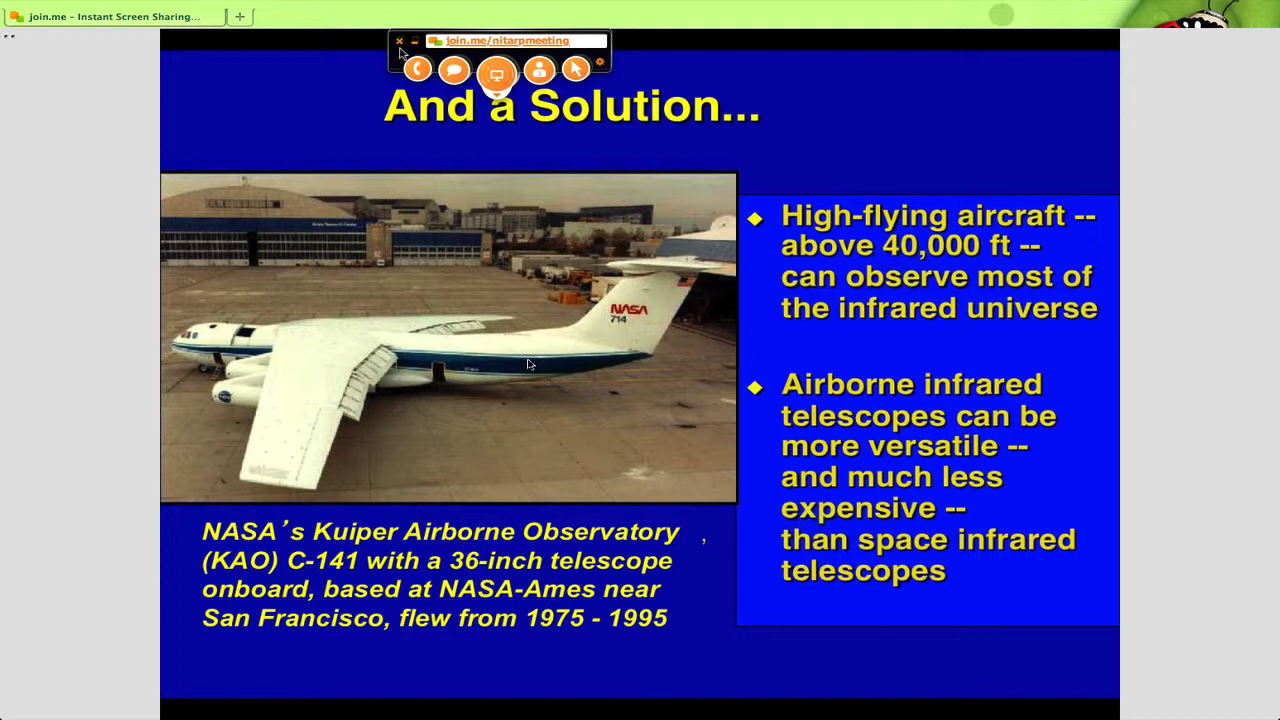 join.me – Instant Screen Sharing...
join.me/nitarpmeeting
And a Solution...
NASA
714
◆ High-flying aircraft --
above 40,000 ft --
can observe most of
the infrared universe
◆ Airborne infrared
telescopes can be
more versatile --
and much less
expensive --
than space infrared
telescopes
NASA’s Kuiper Airborne Observatory ,
(KAO) C-141 with a 36-inch telescope
onboard, based at NASA-Ames near
San Francisco, flew from 1975 - 1995